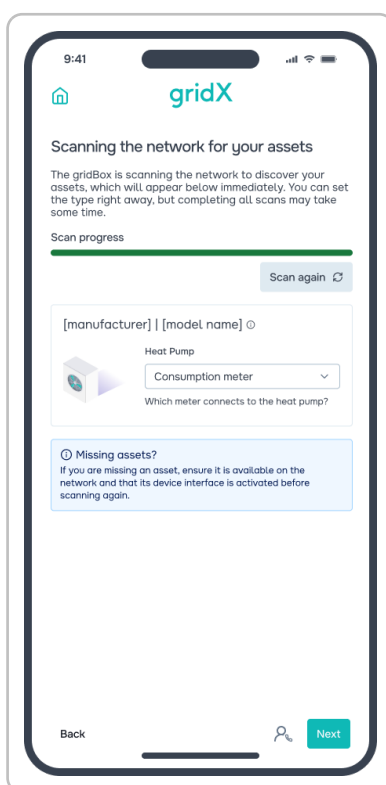 9:41
gridX
Scanning the network for your assets
The gridBox is scanning the network to discover your
assets, which will appear below immediately. You can set
the type right away, but completing all scans may take
some time.
Scan progress
Scan again
[manufacturer] | [model name]
Heat Pump
Consumption meter
Which meter connects to the heat pump?
Missing assets?
If you are missing an asset, ensure it is available on the
network and that its device interface is activated before
scanning again.
Back
Next